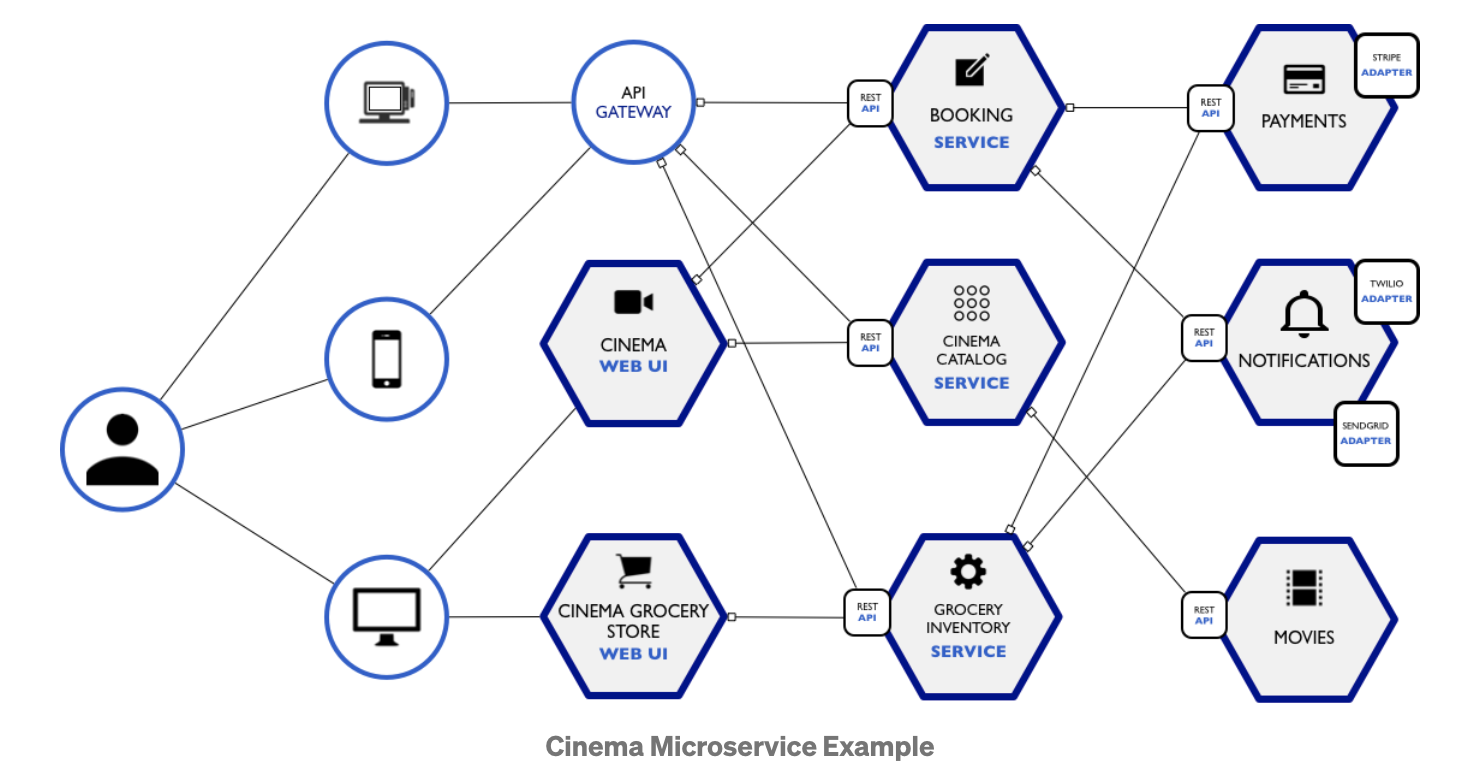 API
GATEWAY
REST
API
BOOKING
SERVICE
REST
API
PAYMENTS
STRIPE
ADAPTER
CINEMA
WEB UI
REST
API
CINEMA
CATALOG
SERVICE
REST
API
NOTIFICATIONS
TWILIO
ADAPTER
SENDGRID
ADAPTER
CINEMA GROCERY
STORE
WEB UI
REST
API
GROCERY
INVENTORY
SERVICE
REST
API
MOVIES
Cinema Microservice Example